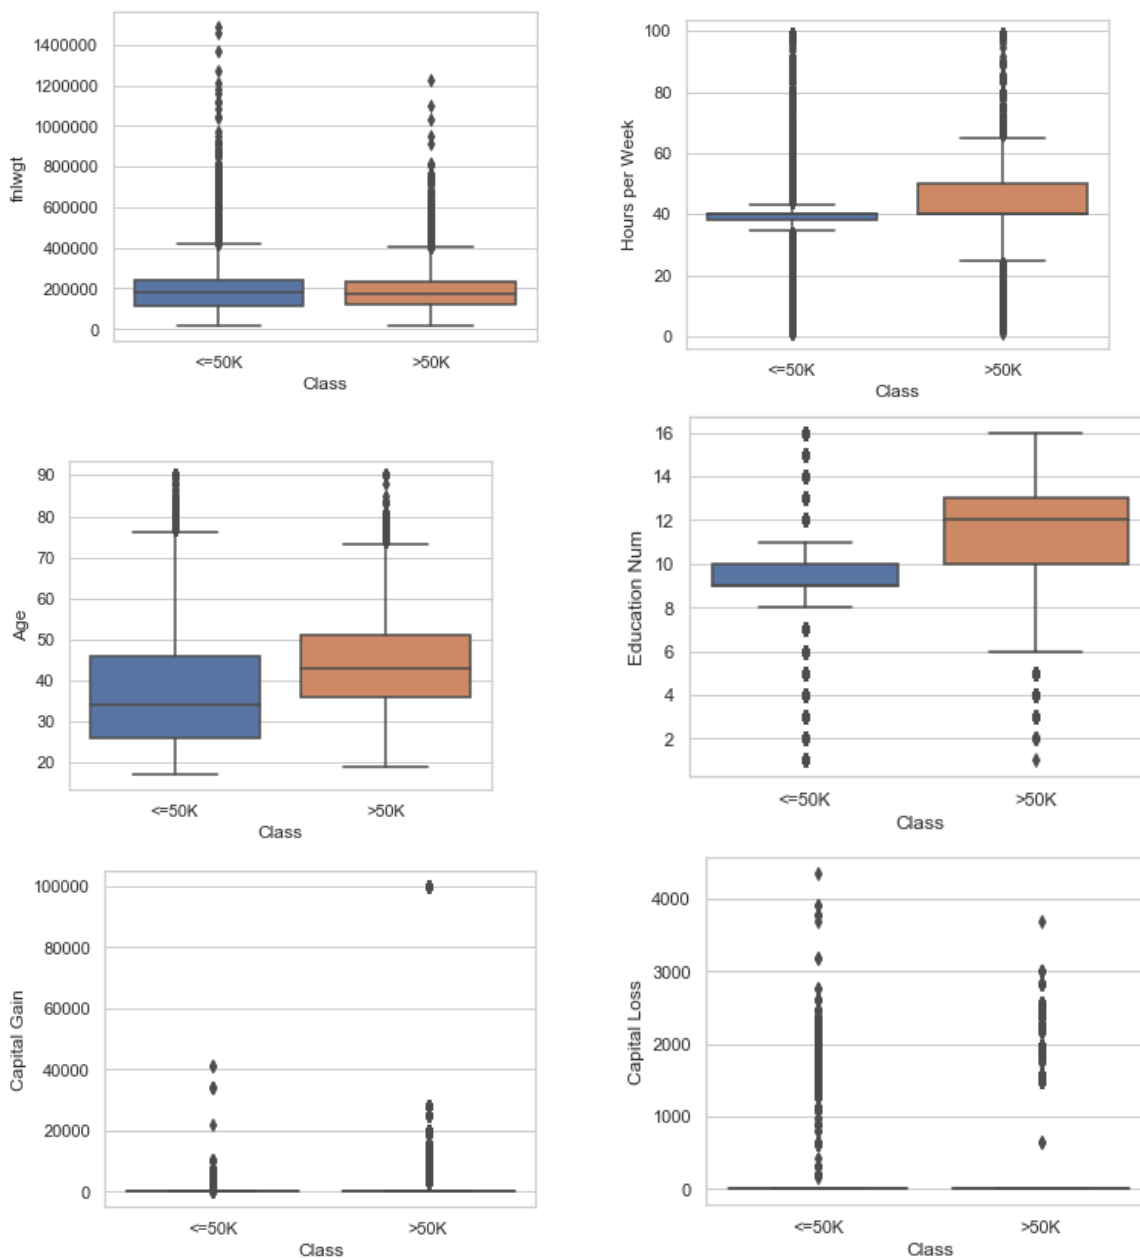 1400000
1200000
1000000
800000
600000
400000
200000
0
fnlwgt
<=50K >50K
Class
100
80
60
40
20
0
Hours per Week
<=50K >50K
Class
90
80
70
60
50
40
30
20
Age
<=50K >50K
Class
16
14
12
10
8
6
4
2
Education Num
<=50K >50K
Class
100000
80000
60000
40000
20000
0
Capital Gain
<=50K >50K
Class
4000
3000
2000
1000
0
Capital Loss
<=50K >50K
Class